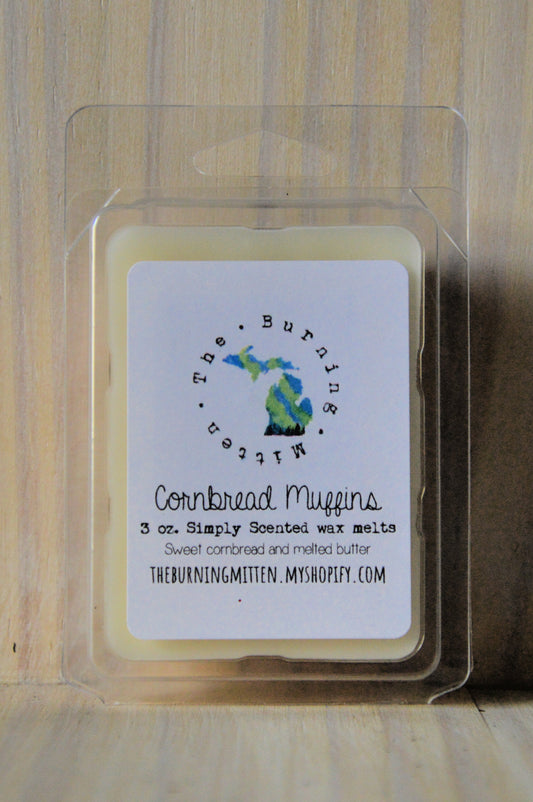 The • Burning • Mitten •
Cornbread Muffins
3 oz. Simply Scented wax melts
Sweet cornbread and melted butter
THEBURNINGMITTEN.MYSHOPIFY.COM